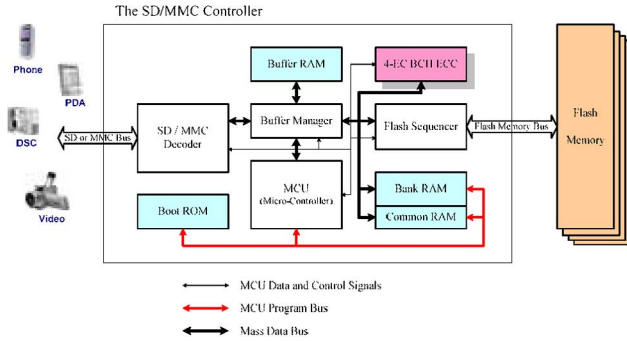 The SD/MMC Controller
Phone
PDA
DSC
Video
SD or MMC Bus
Buffer RAM
4-EC BCH ECC
SD / MMC
Decoder
Buffer Manager
Flash Sequencer
Flash Memory Bus
Flash
Memory
MCU
(Micro-Controller)
Bank RAM
Boot ROM
Common RAM
MCU Data and Control Signals
MCU Program Bus
Mass Data Bus